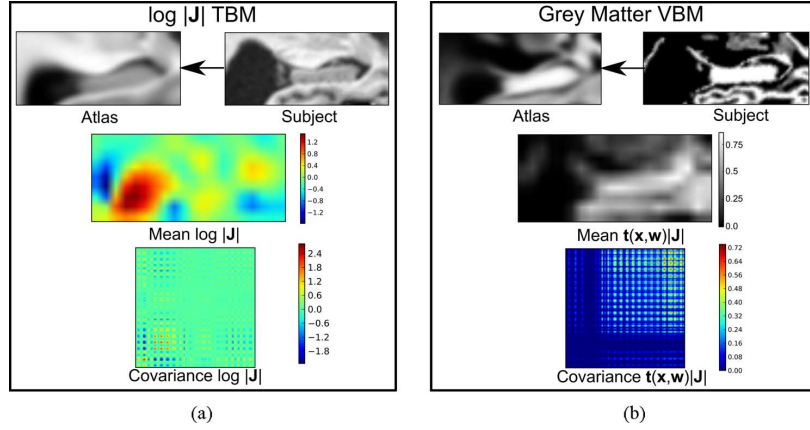 log |J| TBM
Atlas
Subject
1.2
0.8
0.4
0.0
−0.4
−0.8
−1.2
Mean log |J|
2.4
1.6
0.8
0.0
−0.8
−1.6
−2.4
Covariance log |J|
(a)
Grey Matter VBM
Atlas
Subject
0.75
0.5
0.25
0.0
Mean t(x,w)|J|
0.72
0.64
0.56
0.48
0.40
0.32
0.24
0.16
0.08
0.00
Covariance t(x,w)|J|
(b)